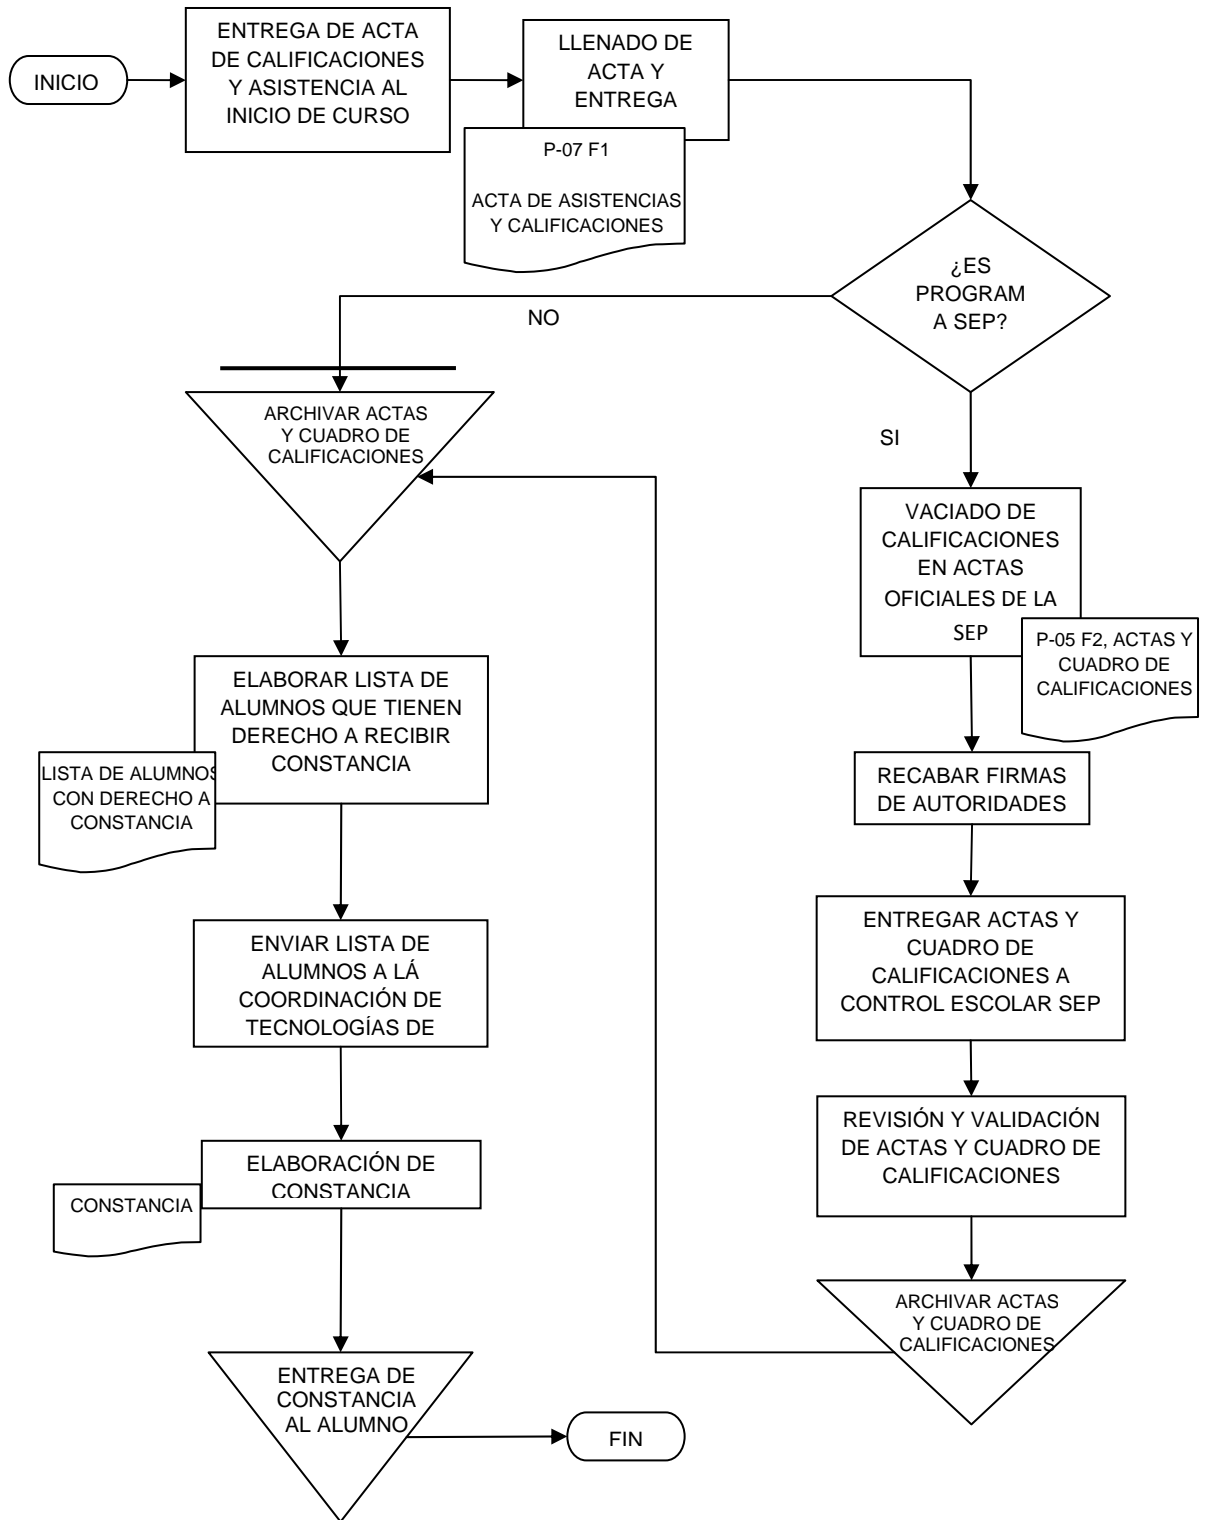 INICIO
ENTREGA DE ACTA
DE CALIFICACIONES
Y ASISTENCIA AL
INICIO DE CURSO
LLENADO DE
ACTA Y
ENTREGA
P-07 F1
ACTA DE ASISTENCIAS
Y CALIFICACIONES
¿ES
PROGRAM
A SEP?
NO
SI
ARCHIVAR ACTAS
Y CUADRO DE
CALIFICACIONES
VACIADO DE
CALIFICACIONES
EN ACTAS
OFICIALES DE LA
SEP
P-05 F2, ACTAS Y
CUADRO DE
CALIFICACIONES
ELABORAR LISTA DE
ALUMNOS QUE TIENEN
DERECHO A RECIBIR
CONSTANCIA
LISTA DE ALUMNOS
CON DERECHO A
CONSTANCIA
RECABAR FIRMAS
DE AUTORIDADES
ENVIAR LISTA DE
ALUMNOS A LÁ
COORDINACIÓN DE
TECNOLOGÍAS DE
ENTREGAR ACTAS Y
CUADRO DE
CALIFICACIONES A
CONTROL ESCOLAR SEP
REVISIÓN Y VALIDACIÓN
DE ACTAS Y CUADRO DE
CALIFICACIONES
ELABORACIÓN DE
CONSTANCIA
CONSTANCIA
ARCHIVAR ACTAS
Y CUADRO DE
CALIFICACIONES
ENTREGA DE
CONSTANCIA
AL ALUMNO
FIN